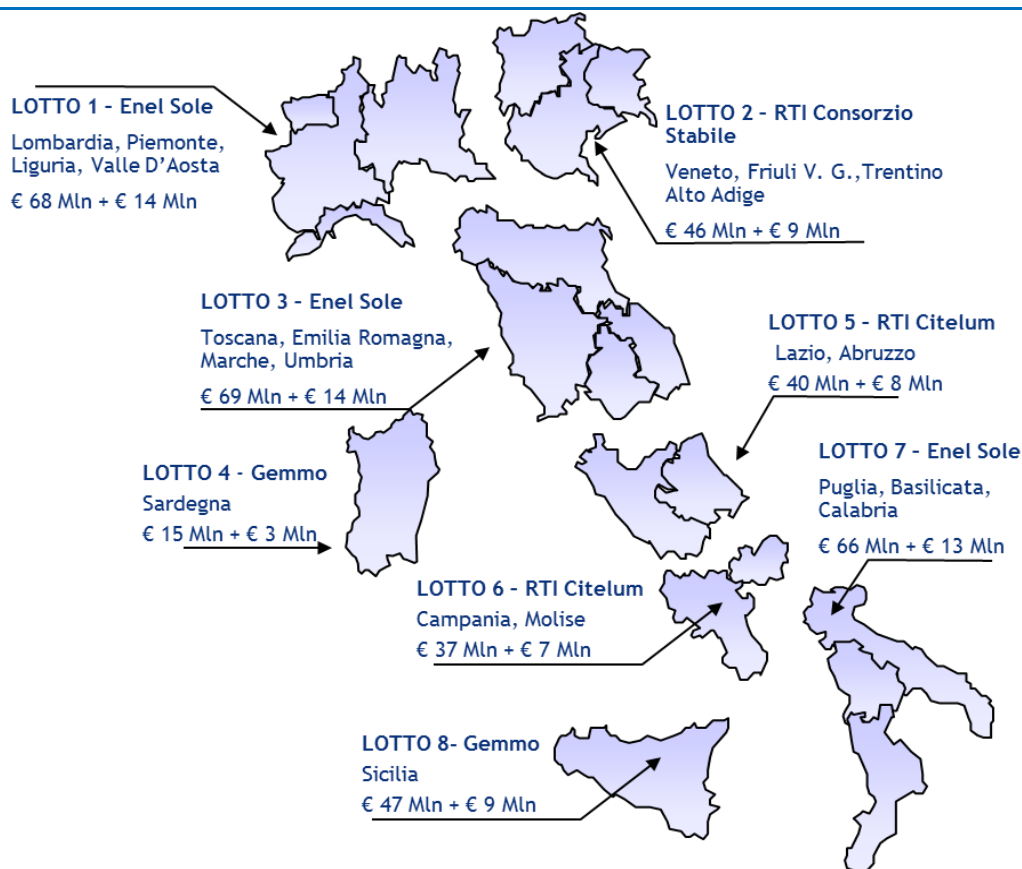 LOTTO 1 - Enel Sole
Lombardia, Piemonte,
Liguria, Valle D'Aosta
€ 68 Mln + € 14 Mln
LOTTO 2 - RTI Consorzio
Stabile
Veneto, Friuli V. G.,Trentino
Alto Adige
€ 46 Mln + € 9 Mln
LOTTO 3 - Enel Sole
Toscana, Emilia Romagna,
Marche, Umbria
€ 69 Mln + € 14 Mln
LOTTO 5 - RTI Citelum
Lazio, Abruzzo
€ 40 Mln + € 8 Mln
LOTTO 4 - Gemmo
Sardegna
€ 15 Mln + € 3 Mln
LOTTO 7 - Enel Sole
Puglia, Basilicata,
Calabria
€ 66 Mln + € 13 Mln
LOTTO 6 - RTI Citelum
Campania, Molise
€ 37 Mln + € 7 Mln
LOTTO 8- Gemmo
Sicilia
€ 47 Mln + € 9 Mln